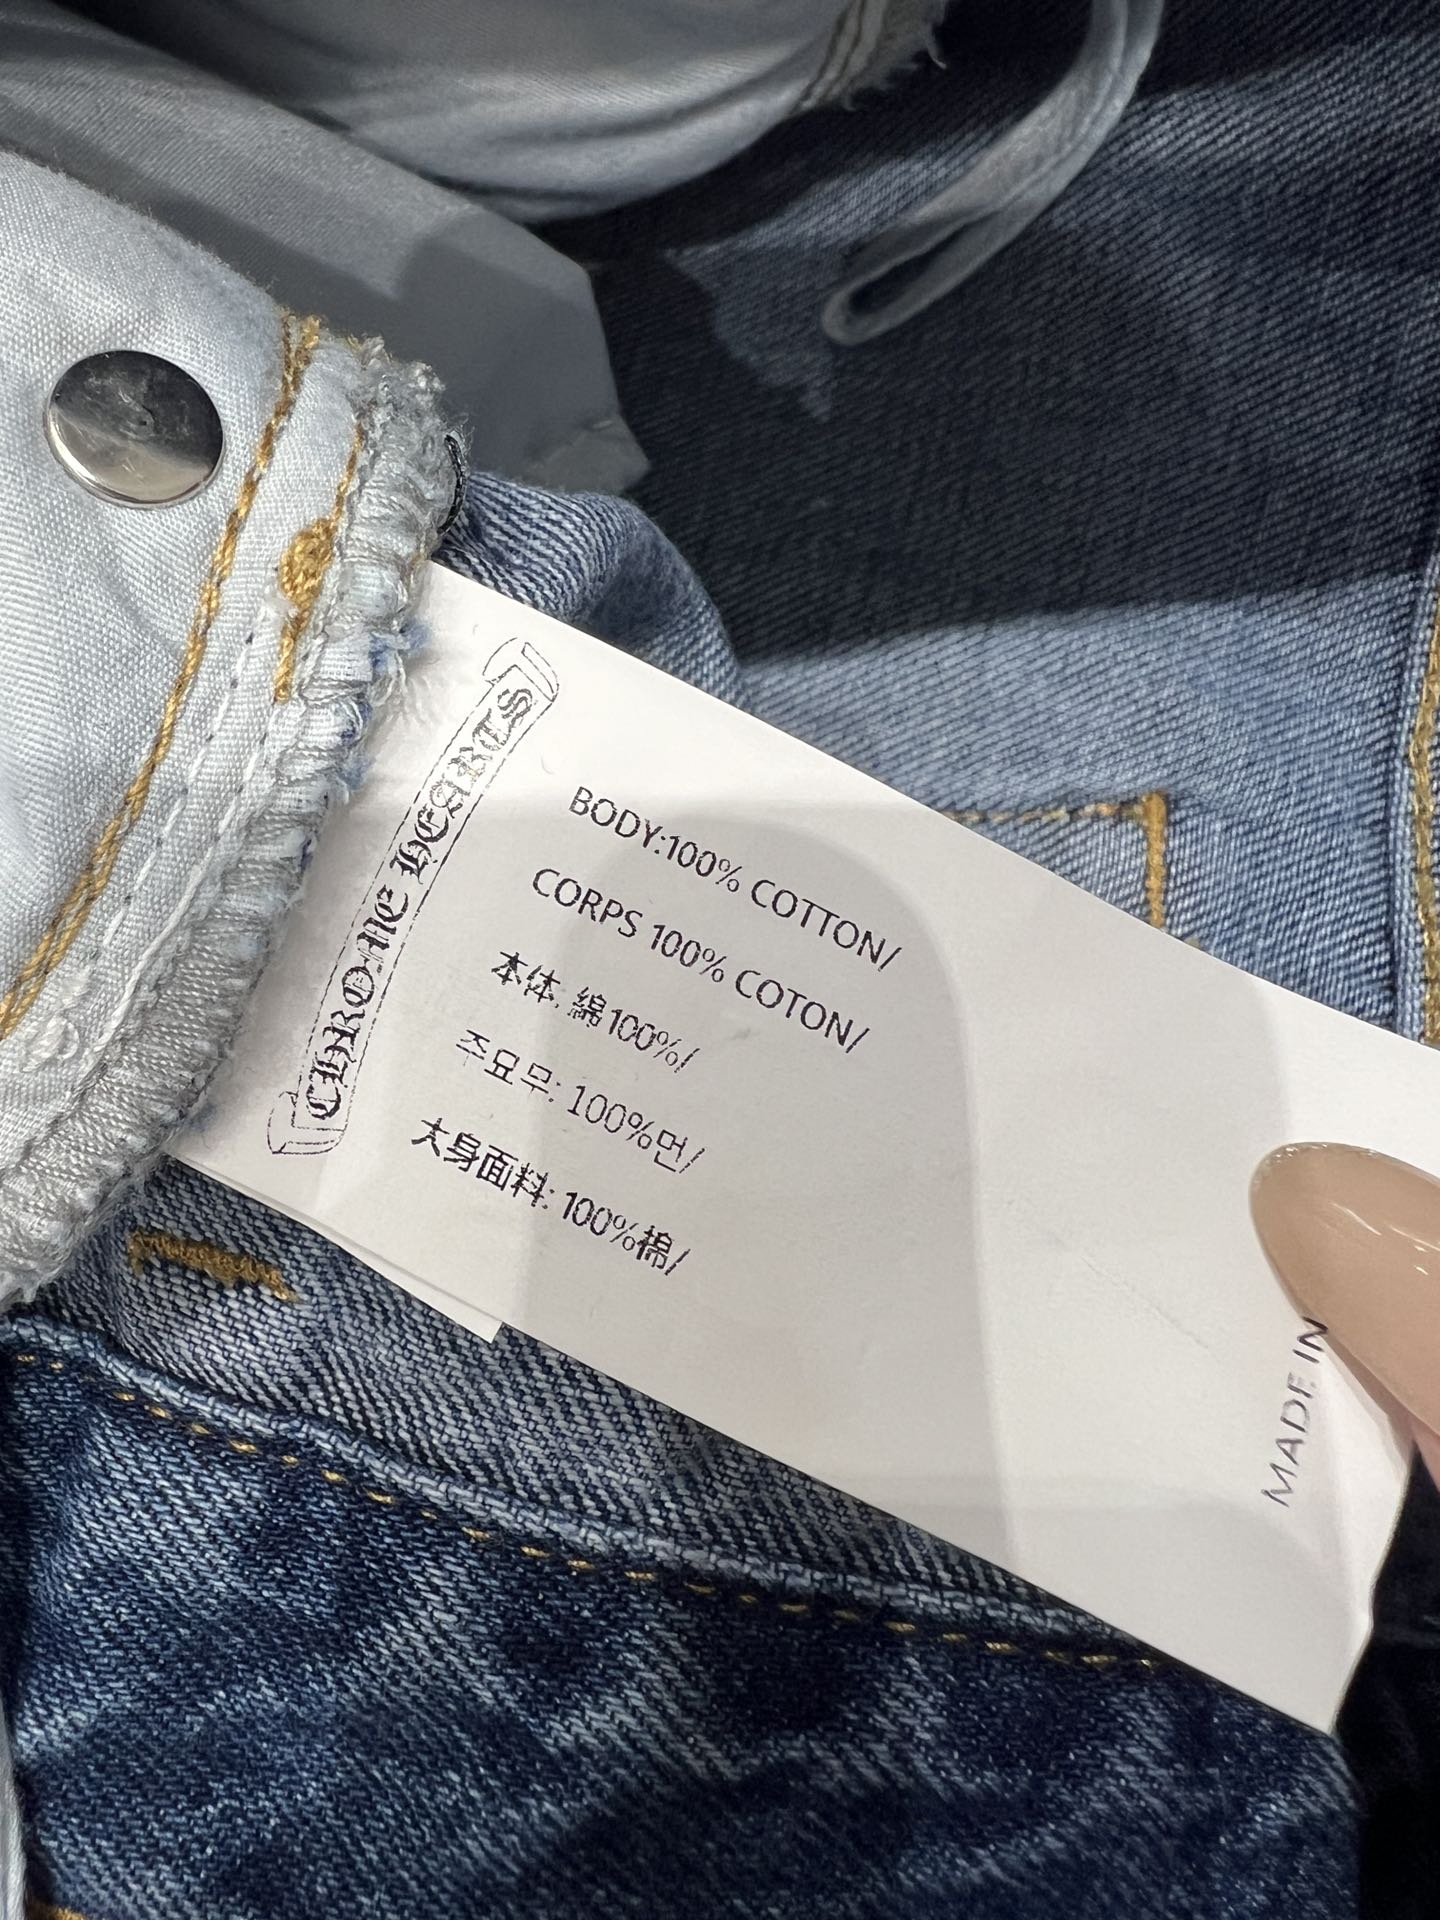 CHROME HEARTS
BODY:100% COTTON/
CORPS 100% COTON/
本体. 綿100%/
주요무: 100%면/
大身面料: 100%棉/
MADE IN